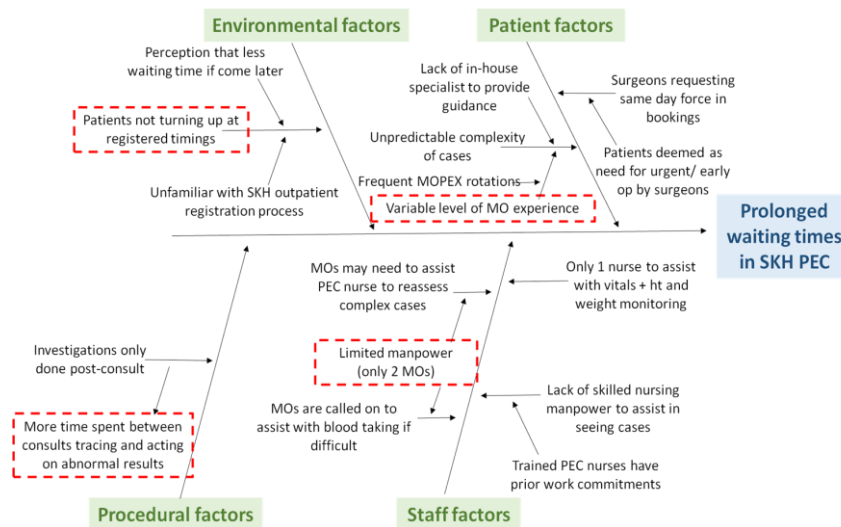 Environmental factors
Patient factors
Perception that less
waiting time if come later
Patients not turning up at
registered timings
Unfamiliar with SKH outpatient
registration process
Lack of in-house
specialist to provide
guidance
Unpredictable complexity
of cases
Frequent MOPEX rotations
Variable level of MO experience
Surgeons requesting
same day force in
bookings
Patients deemed as
need for urgent/ early
op by surgeons
Prolonged
waiting times
in SKH PEC
Investigations only
done post-consult
More time spent between
consults tracing and acting
on abnormal results
MOs may need to assist
PEC nurse to reassess
complex cases
Limited manpower
(only 2 MOs)
MOs are called on to
assist with blood taking if
difficult
Only 1 nurse to assist
with vitals + ht and
weight monitoring
Lack of skilled nursing
manpower to assist in
seeing cases
Trained PEC nurses have
prior work commitments
Procedural factors
Staff factors